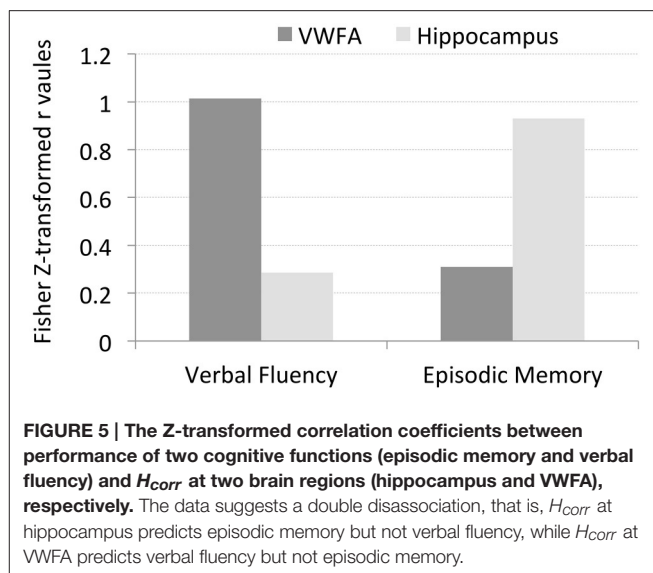 VWFA Hippocampus
Fisher Z-transformed r vaules
1.2
1
0.8
0.6
0.4
0.2
0
Verbal Fluency Episodic Memory
FIGURE 5 | The Z-transformed correlation coefficients between
performance of two cognitive functions (episodic memory and verbal
fluency) and Hcorr at two brain regions (hippocampus and VWFA),
respectively. The data suggests a double disassociation, that is, Hcorr at
hippocampus predicts episodic memory but not verbal fluency, while Hcorr at
VWFA predicts verbal fluency but not episodic memory.